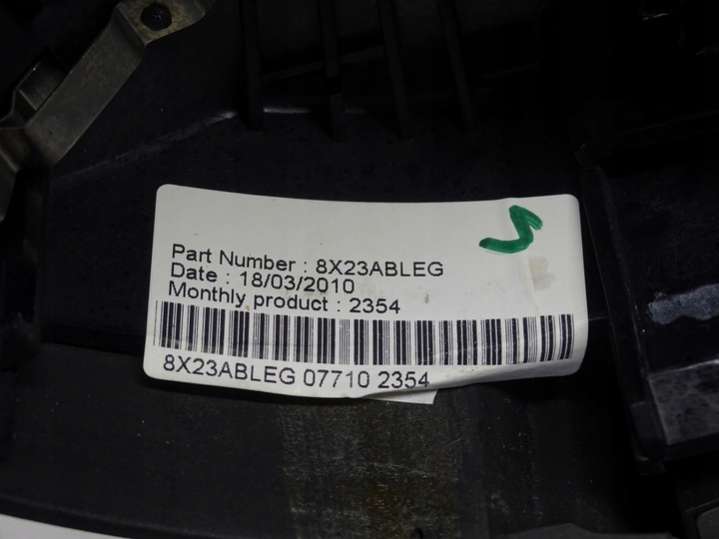 Part Number : 8X23ABLEG
Date : 18/03/2010
Monthly product : 2354
8X23ABLEG 07710 2354